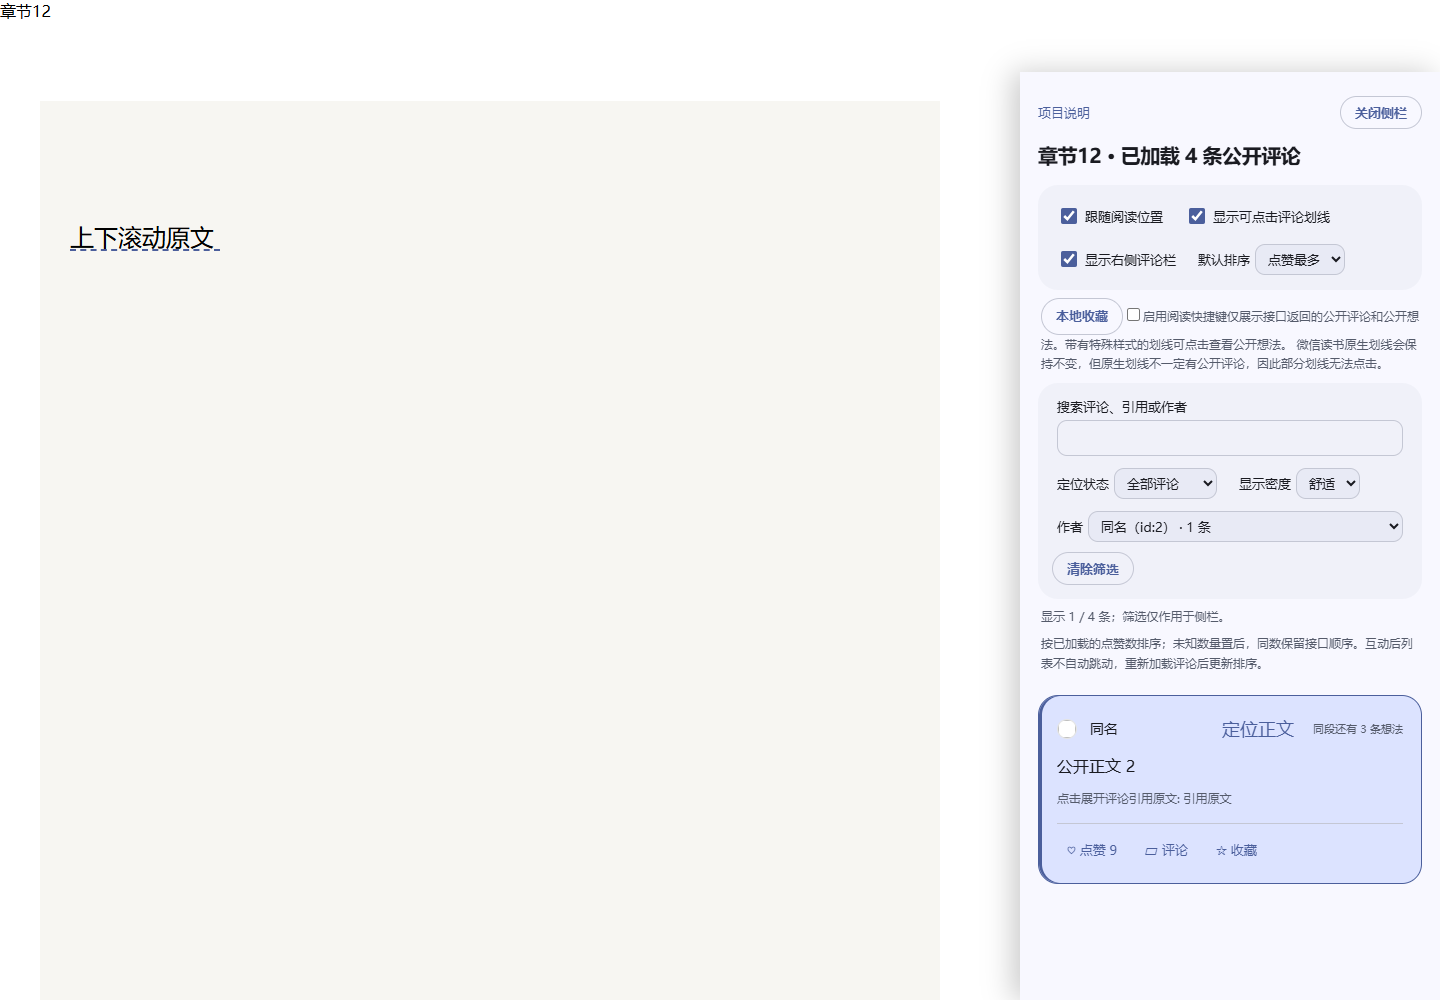 章节12
上下滚动原文
项目说明
关闭侧栏
章节12 • 已加载 4 条公开评论
跟随阅读位置
显示可点击评论划线
显示右侧评论栏
默认排序
点赞最多
本地收藏
启用阅读快捷键仅展示接口返回的公开评论和公开想
法。带有特殊样式的划线可点击查看公开想法。 微信读书原生划线会保
持不变，但原生划线不一定有公开评论，因此部分划线无法点击。
搜索评论、引用或作者
定位状态
全部评论
显示密度
舒适
作者
同名（id:2） · 1 条
清除筛选
显示 1 / 4 条；筛选仅作用于侧栏。
按已加载的点赞数排序；未知数量置后，同数保留接口顺序。互动后列
表不自动跳动，重新加载评论后更新排序。
同名
定位正文
同段还有 3 条想法
公开正文 2
点击展开评论引用原文: 引用原文
♡ 点赞 9
▱ 评论
☆ 收藏